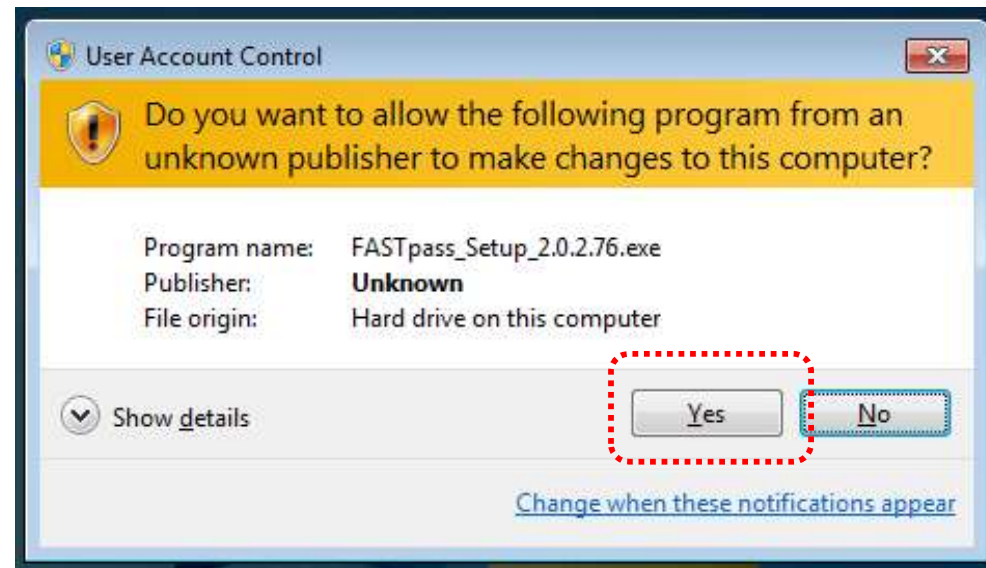 User Account Control
Do you want to allow the following program from an
unknown publisher to make changes to this computer?
Program name: FASTpass_Setup_2.0.2.76.exe
Publisher: Unknown
File origin: Hard drive on this computer
Show details Yes No
Change when these notifications appear